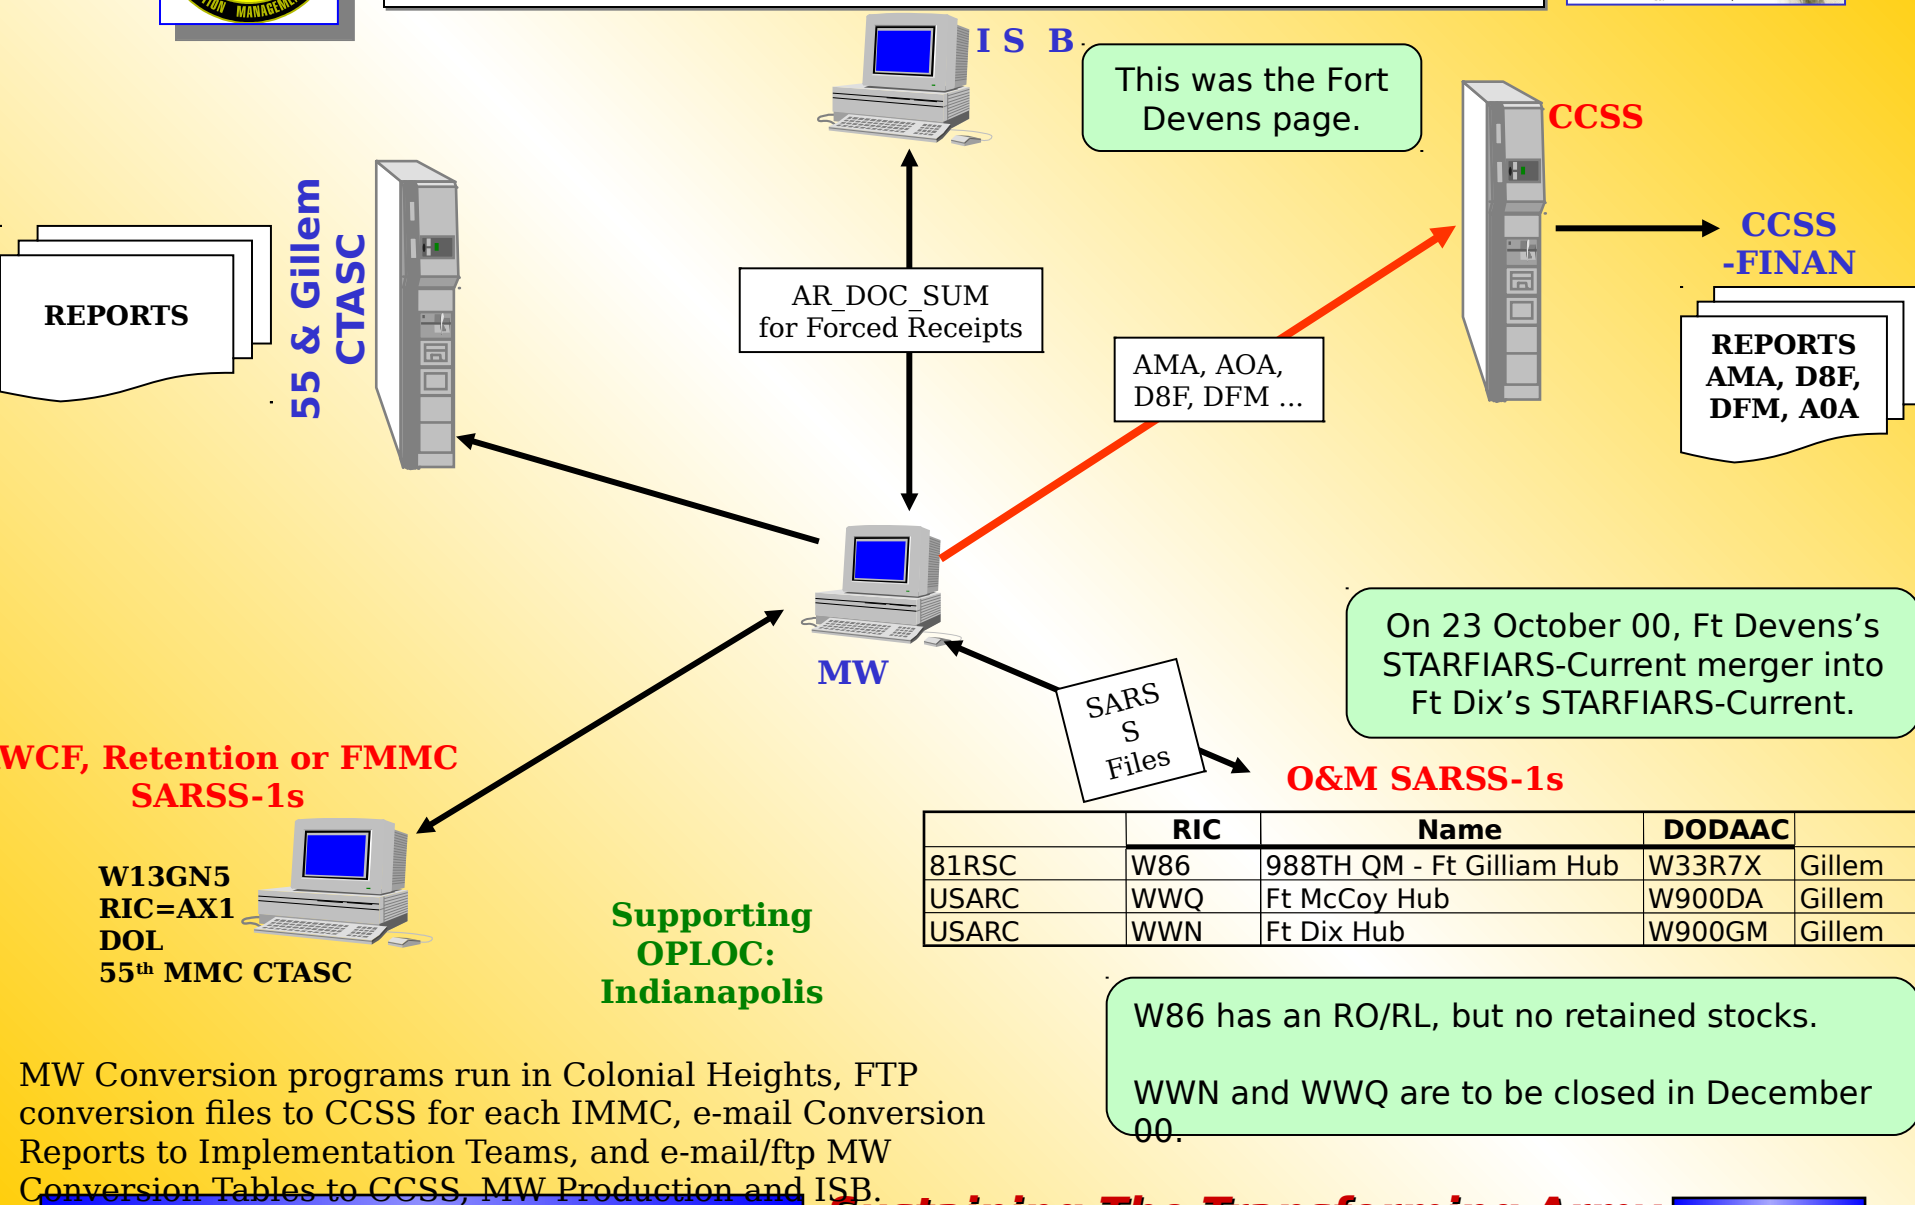 TION MANAGEMEN
I S B
This was the Fort
Devens page.
CCSS
55 & Gillem
CTASC
REPORTS
CCSS
-FINAN
AR_DOC_SUM
for Forced Receipts
AMA, AOA,
D8F, DFM ...
REPORTS
AMA, D8F,
DFM, A0A
MW
On 23 October 00, Ft Devens’s
STARFIARS-Current merger into
Ft Dix’s STARFIARS-Current.
SARS
S
Files
WCF, Retention or FMMC
SARSS-1s
O&M SARSS-1s
RIC Name DODAAC
81RSC W86 988TH QM - Ft Gilliam Hub W33R7X Gillem
USARC WWQ Ft McCoy Hub W900DA Gillem
USARC WWN Ft Dix Hub W900GM Gillem
W13GN5
RIC=AX1
DOL
55th MMC CTASC
Supporting
OPLOC:
Indianapolis
W86 has an RO/RL, but no retained stocks.
WWN and WWQ are to be closed in December
00.
MW Conversion programs run in Colonial Heights, FTP
conversion files to CCSS for each IMMC, e-mail Conversion
Reports to Implementation Teams, and e-mail/ftp MW
Conversion Tables to CCSS, MW Production and ISB.
Sustaining The Transforming Army